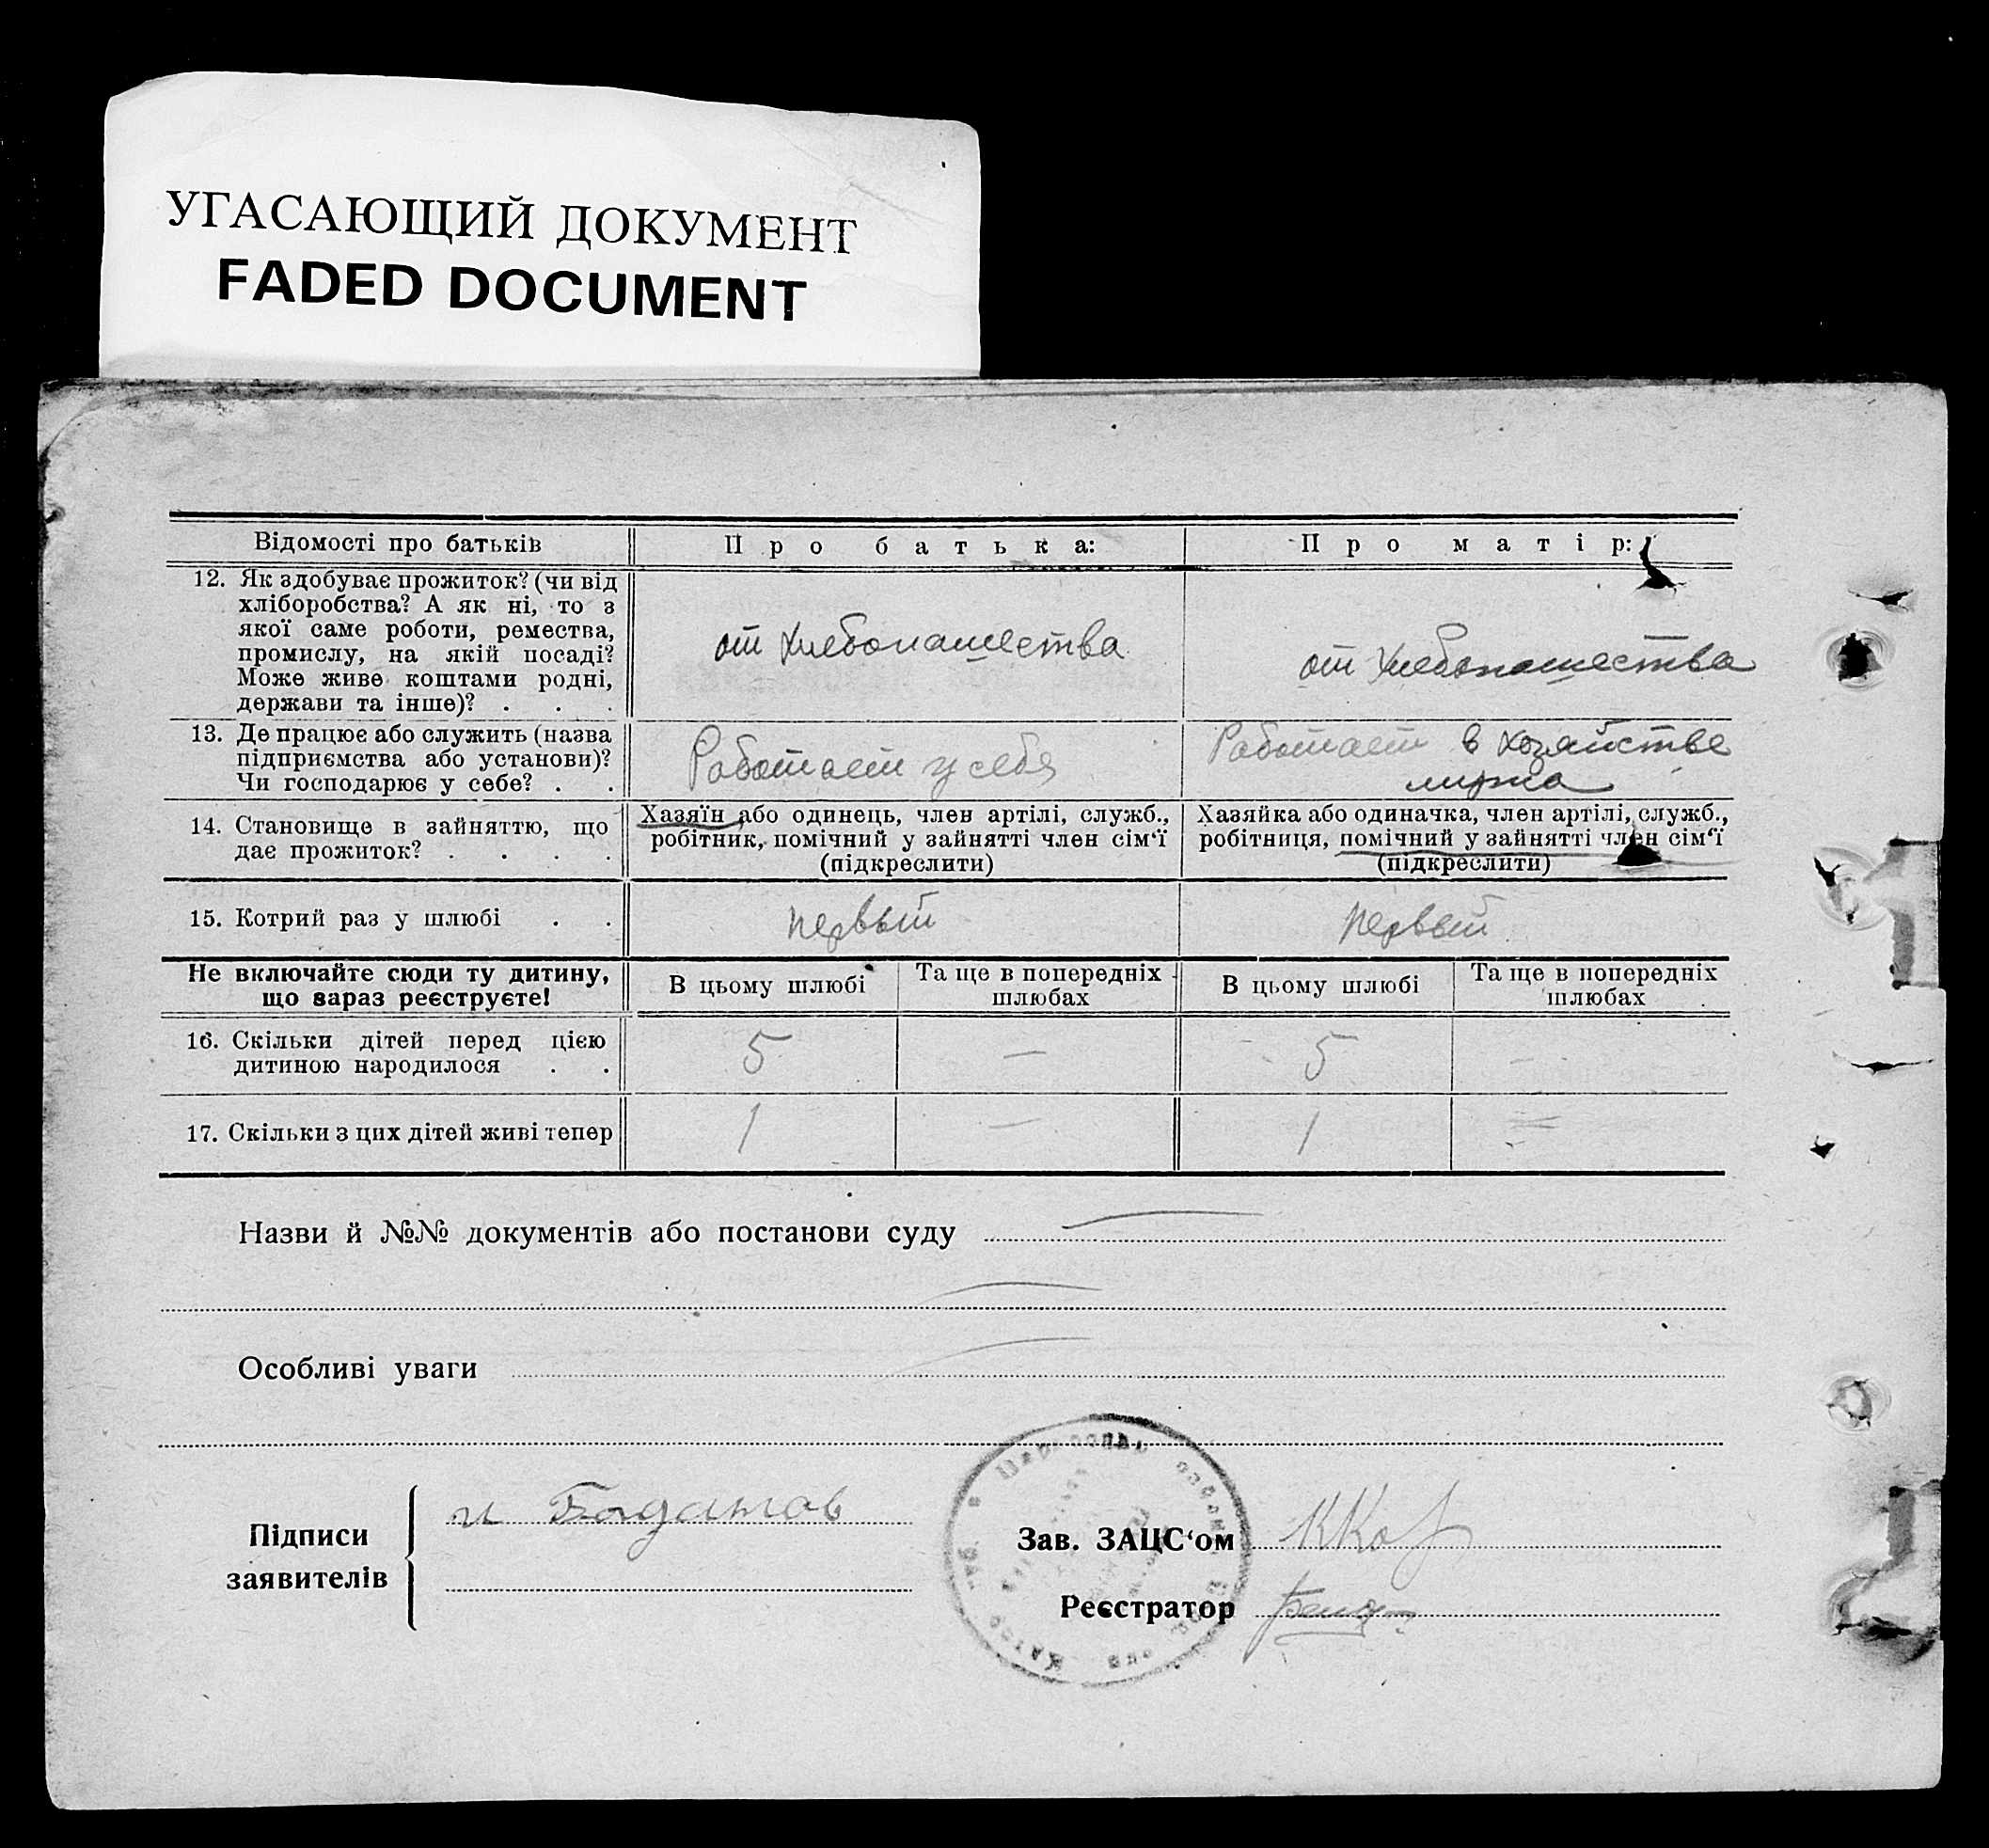 УГАСАЮЩИЙ ДОКУМЕНТ
FADED DOCUMENT
Відомості про батьків
Про батька:
Про матір:
12. Як здобуває прожиток? (чи від
хліборобства? А як ні, то з
якої саме роботи, ремества,
промислу, на якій посаді?
Може живе коштами родні,
держави та інше)? . . .
от хлебопашества
от хлебопашества
13. Де працює або служить (назва
підприємства або установи)?
Чи господарює у себе? . .
Работает у себя
Работает в хозяйстве
мужа
14. Становище в зайняттю, що
дає прожиток? . . . .
Хазяїн або одинець, член артілі, служб.,
робітник, помічний у зайнятті член сім‘ї
(підкреслити)
Хазяйка або одиначка, член артілі, служб.,
робітниця, помічний у зайнятті член сім‘ї
(підкреслити)
15. Котрий раз у шлюбі . .
первый
первый
Не включайте сюди ту дитину,
що зараз реєструєте!
В цьому шлюбі
Та ще в попередніх
шлюбах
В цьому шлюбі
Та ще в попередніх
шлюбах
16. Скільки дітей перед цією
дитиною народилося . .
5
—
5
—
17. Скільки з цих дітей живі тепер
1
—
1
=
Назви й №№ документів або постанови суду
Особливі уваги
Підписи
заявителів
Зав. ЗАЦС‘ом
Реєстратор